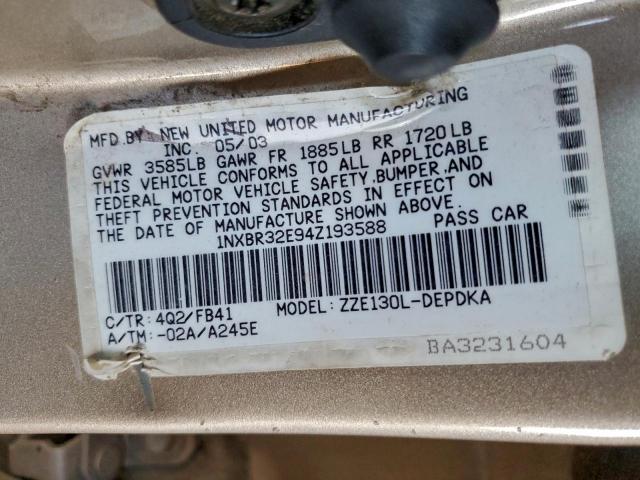 MFD.BY: NEW UNITED MOTOR MANUFACTURING
INC. 05/03
GVWR 3585LB GAWR FR 1885LB RR 1720LB
THIS VEHICLE CONFORMS TO ALL APPLICABLE
FEDERAL MOTOR VEHICLE SAFETY,BUMPER,AND
THEFT PREVENTION STANDARDS IN EFFECT ON
THE DATE OF MANUFACTURE SHOWN ABOVE.
1NXBR32E94Z193588 PASS CAR
C/TR:4Q2/FB41 MODEL:ZZE130L-DEPDKA
A/TM:-02A/A245E
BA3231604